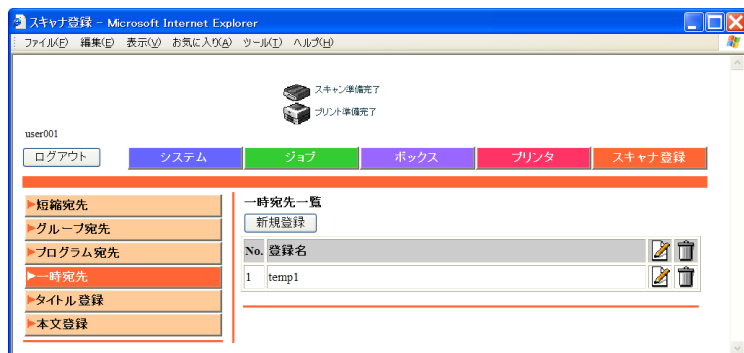 スキャナ登録 - Microsoft Internet Explorer
ファイル(F) 編集(E) 表示(V) お気に入り(A) ツール(T) ヘルプ(H)
スキャン準備完了
プリント準備完了
user001
ログアウト システム ジョブ ボックス プリンタ スキャナ登録
▶短縮宛先
▶グループ宛先
▶プログラム宛先
▶一時宛先
▶タイトル登録
▶本文登録
一時宛先一覧
新規登録
No. 登録名
1 temp1